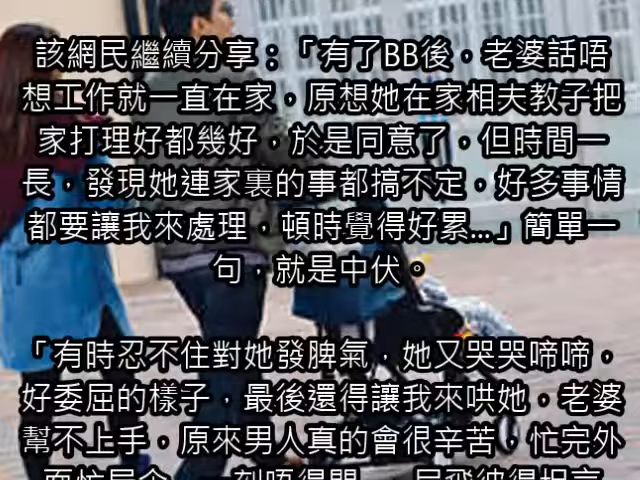 該網民繼續分享：「有了BB後，老婆話唔
想工作就一直在家，原想她在家相夫教子把
家打理好都幾好，於是同意了。但時間一
長，發現她連家裏的事都搞不定。好多事情
都要讓我來處理，頓時覺得好累...」簡單一
句，就是中伏。
「有時忍不住對她發脾氣，她又哭哭啼啼，
好委屈的樣子，最後還得讓我來哄她。老婆
幫不上手，原來男人真的會很辛苦，忙完外